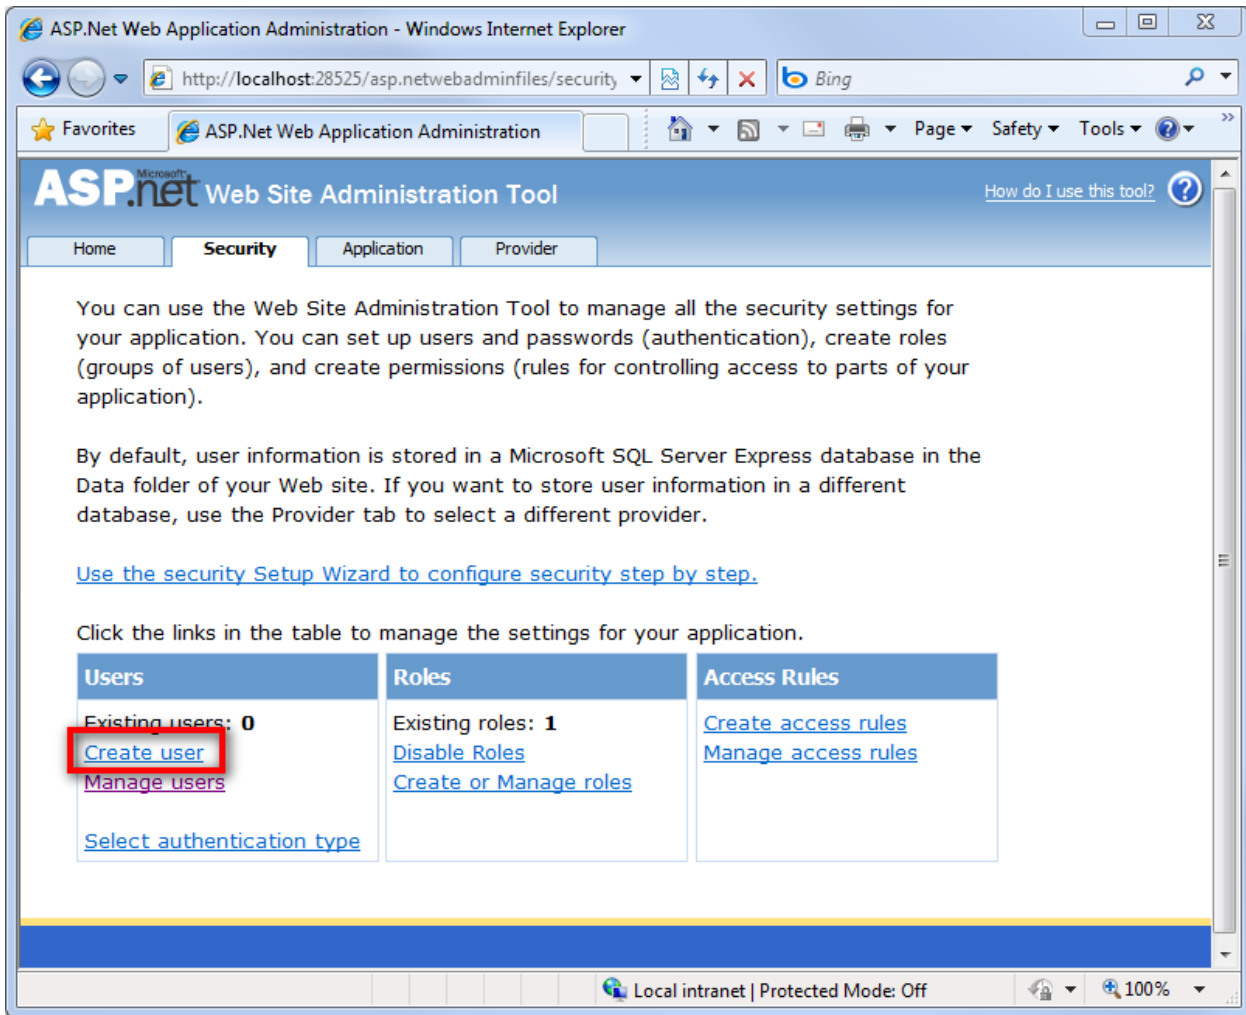 ASP.Net Web Application Administration - Windows Internet Explorer
http://localhost:28525/asp.netwebadminfiles/security
Bing
Favorites
ASP.Net Web Application Administration
Page
Safety
Tools
»
Microsoft
ASP.net Web Site Administration Tool
How do I use this tool?
?
Home
Security
Application
Provider
You can use the Web Site Administration Tool to manage all the security settings for
your application. You can set up users and passwords (authentication), create roles
(groups of users), and create permissions (rules for controlling access to parts of your
application).
By default, user information is stored in a Microsoft SQL Server Express database in the
Data folder of your Web site. If you want to store user information in a different
database, use the Provider tab to select a different provider.
Use the security Setup Wizard to configure security step by step.
Click the links in the table to manage the settings for your application.
Users
Existing users: 0
Create user
Manage users
Select authentication type
Roles
Existing roles: 1
Disable Roles
Create or Manage roles
Access Rules
Create access rules
Manage access rules
Local intranet | Protected Mode: Off
100%